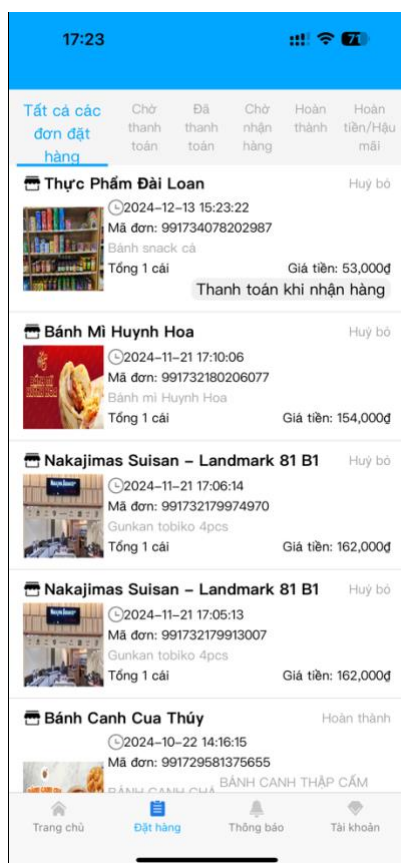 17:23
71
Tất cả các
đơn đặt
hàng
Chờ
thanh
toán
Đã
thanh
toán
Chờ
nhận
hàng
Hoàn
thành
Hoàn
tiền/Hậu
mãi
Thực Phẩm Đài Loan
Huỷ bỏ
2024-12-13 15:23:22
Mã đơn: 991734078202987
Bánh snack cá
Tổng 1 cái
Giá tiền: 53,000₫
Thanh toán khi nhận hàng
Bánh Mì Huynh Hoa
Huỷ bỏ
2024-11-21 17:10:06
Mã đơn: 991732180206077
Bánh mì Huynh Hoa
Tổng 1 cái
Giá tiền: 154,000₫
Nakajimas Suisan – Landmark 81 B1
Huỷ bỏ
2024-11-21 17:06:14
Mã đơn: 991732179974970
Gunkan tobiko 4pcs
Tổng 1 cái
Giá tiền: 162,000₫
Nakajimas Suisan – Landmark 81 B1
Huỷ bỏ
2024-11-21 17:05:13
Mã đơn: 991732179913007
Gunkan tobiko 4pcs
Tổng 1 cái
Giá tiền: 162,000₫
Bánh Canh Cua Thúy
Hoàn thành
2024-10-22 14:16:15
Mã đơn: 991729581375655
BÁNH CANH CHẢ
BÁNH CANH THẬP CẨM
Trang chủ
Đặt hàng
Thông báo
Tài khoản